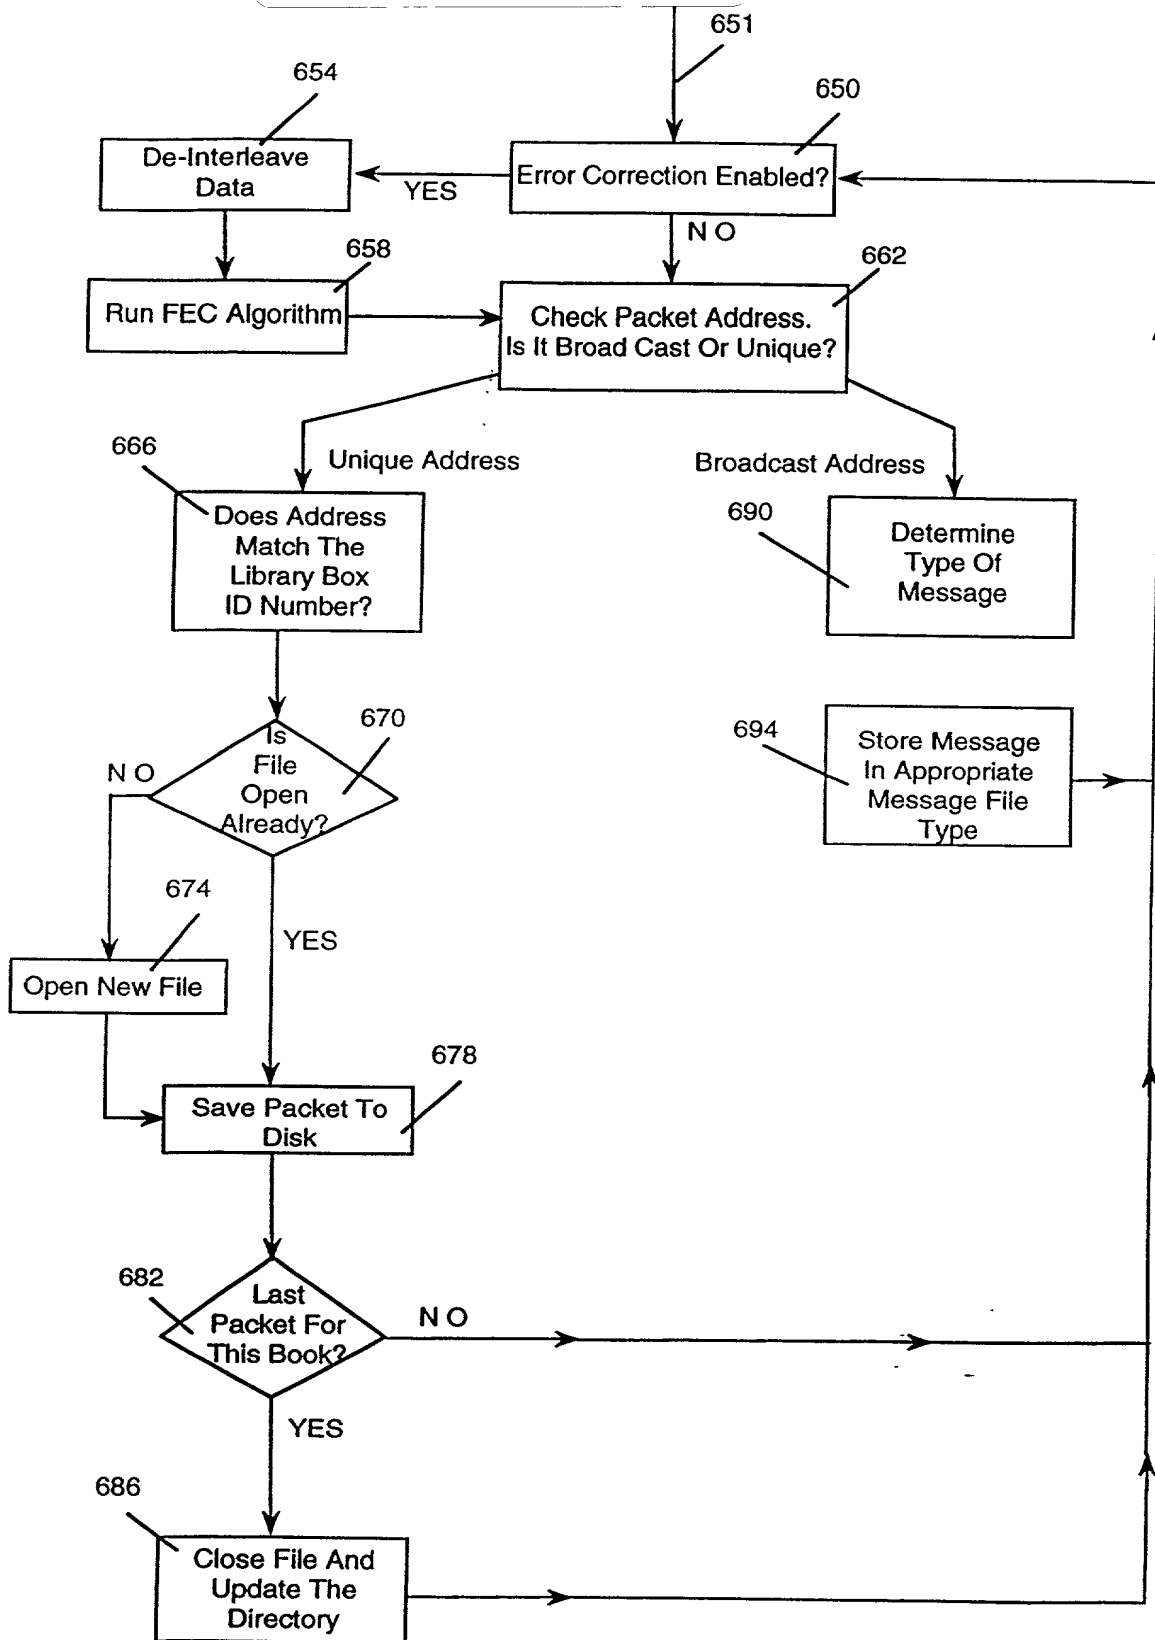 651
654
650
De-Interleave
Data
YES
Error Correction Enabled?
NO
658
662
Run FEC Algorithm
Check Packet Address.
Is It Broad Cast Or Unique?
666
Unique Address
Broadcast Address
Does Address
Match The
Library Box
ID Number?
690
Determine
Type Of
Message
670
Is
File
Open
Already?
NO
694
Store Message
In Appropriate
Message File
Type
674
YES
Open New File
678
Save Packet To
Disk
682
Last
Packet For
This Book?
NO
YES
686
Close File And
Update The
Directory